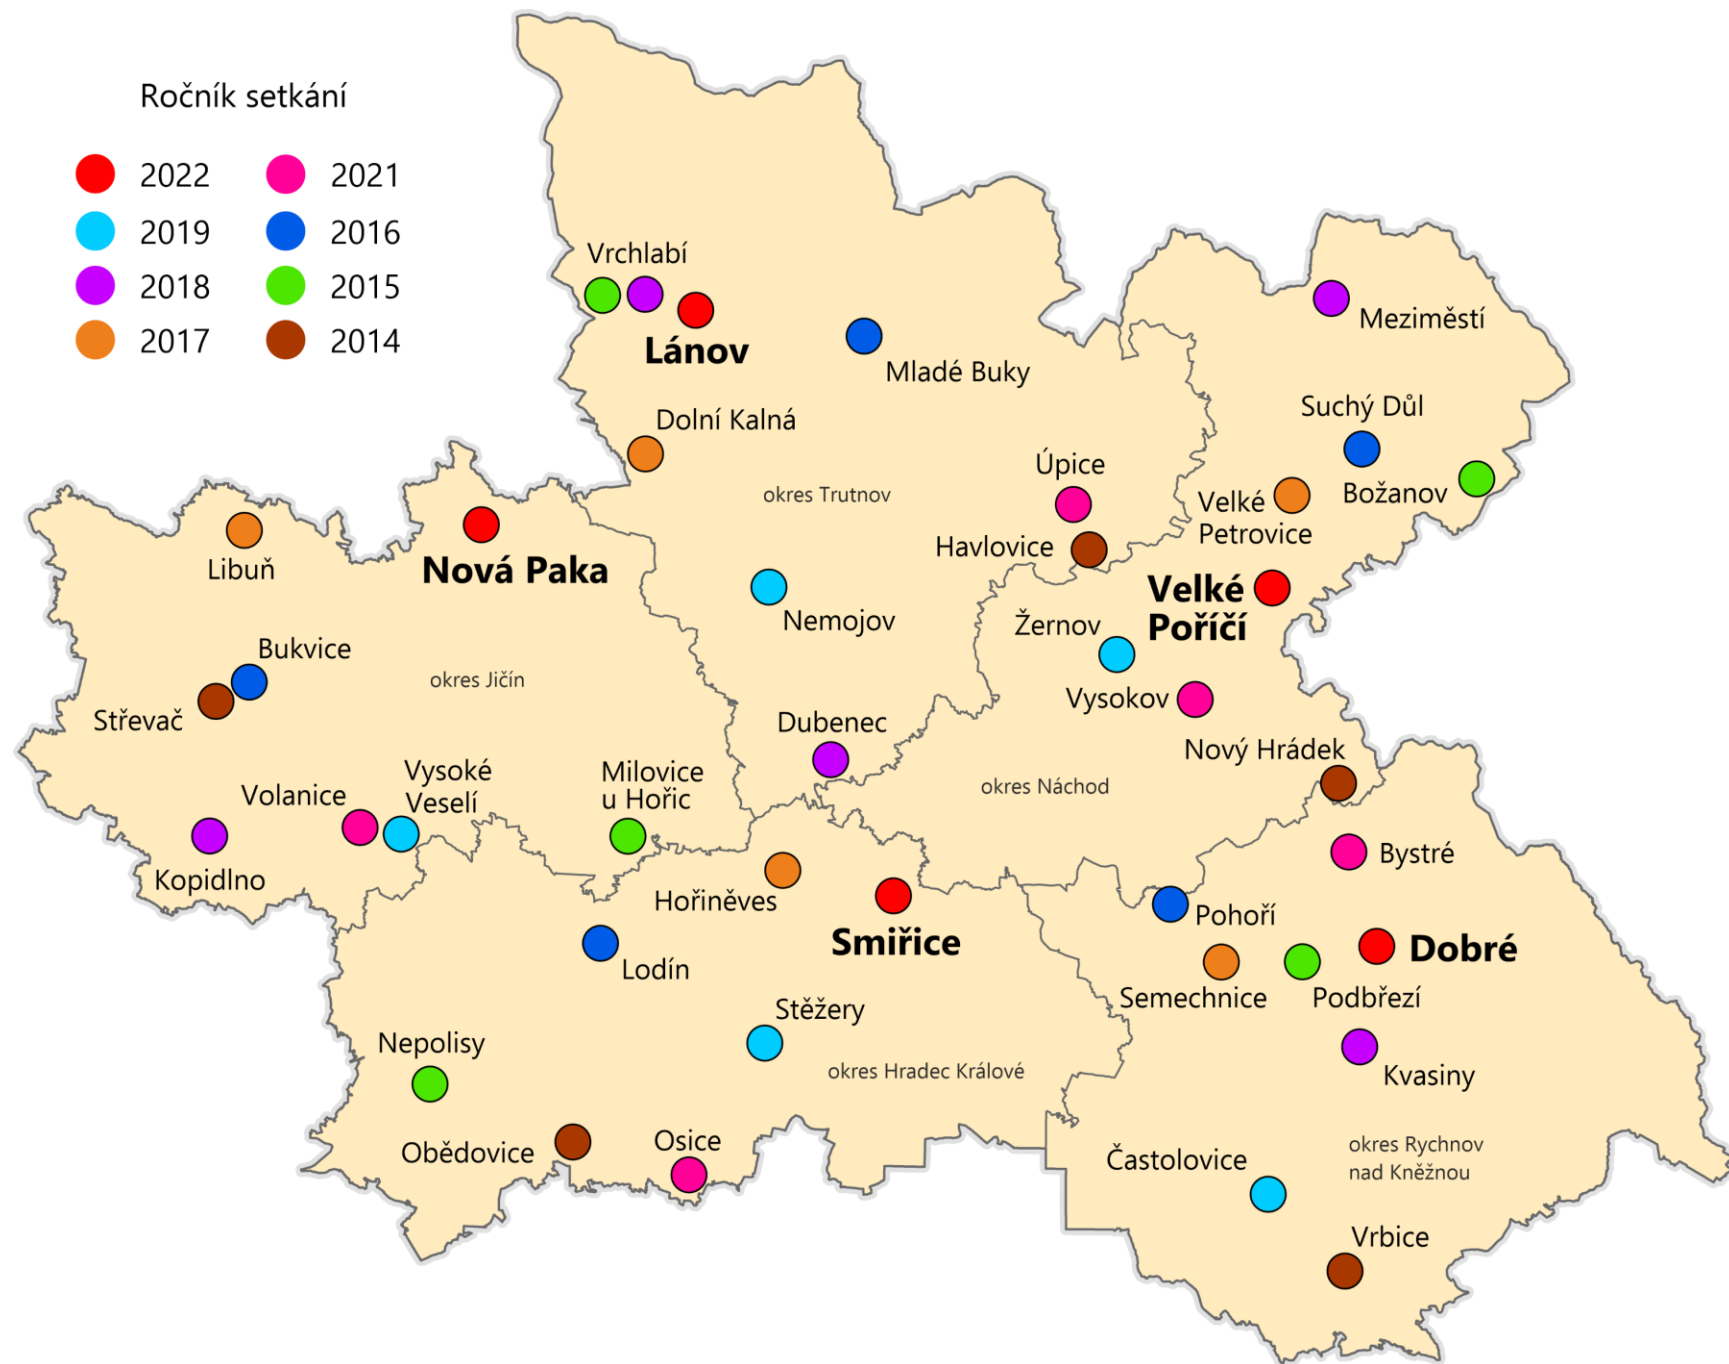 Ročník setkání
2022
2021
2019
2016
2018
2015
2017
2014
Vrchlabí
Lánov
Mladé Buky
Meziměstí
Suchý Důl
Dolní Kalná
Úpice
okres Trutnov
Božanov
Velké
Petrovice
Havlovice
Libuň
Nová Paka
Velké
Poříčí
Nemojov
Žernov
Bukvice
okres Jičín
Vysokov
Střevač
Dubenec
Nový Hrádek
Vysoké
Veselí
Milovice
u Hořic
okres Náchod
Volanice
Kopidlno
Bystré
Hořiněves
Pohoří
Smiřice
Dobré
Lodín
Semechnice
Podbřezí
Stěžery
Nepolisy
okres Hradec Králové
Kvasiny
Obědovice
Osice
okres Rychnov
nad Kněžnou
Častolovice
Vrbice